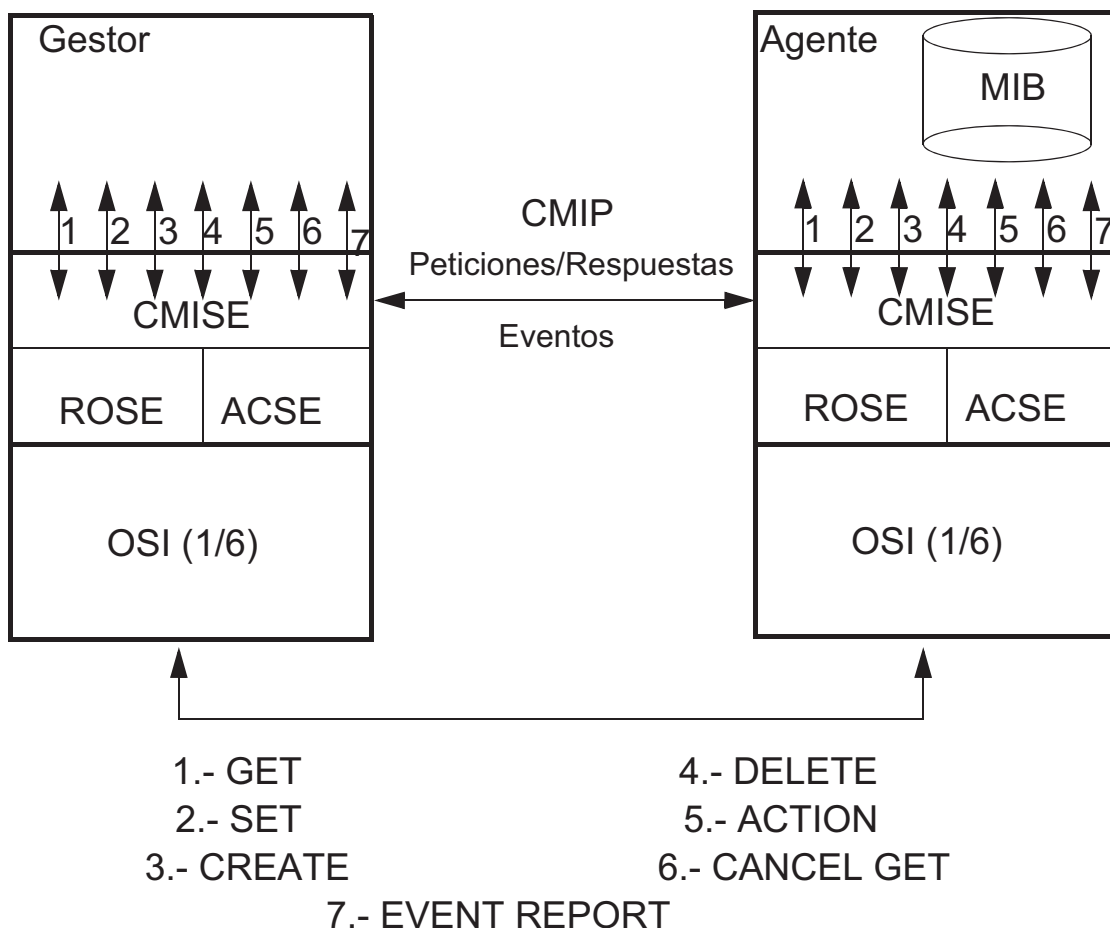 Gestor
Agente
MIB
1 2 3 4 5 6 7
CMIP
1 2 3 4 5 6 7
Peticiones/Respuestas
CMISE
Eventos
CMISE
ROSE
ACSE
ROSE
ACSE
OSI (1/6)
OSI (1/6)
1.- GET
4.- DELETE
2.- SET
5.- ACTION
3.- CREATE
6.- CANCEL GET
7.- EVENT REPORT